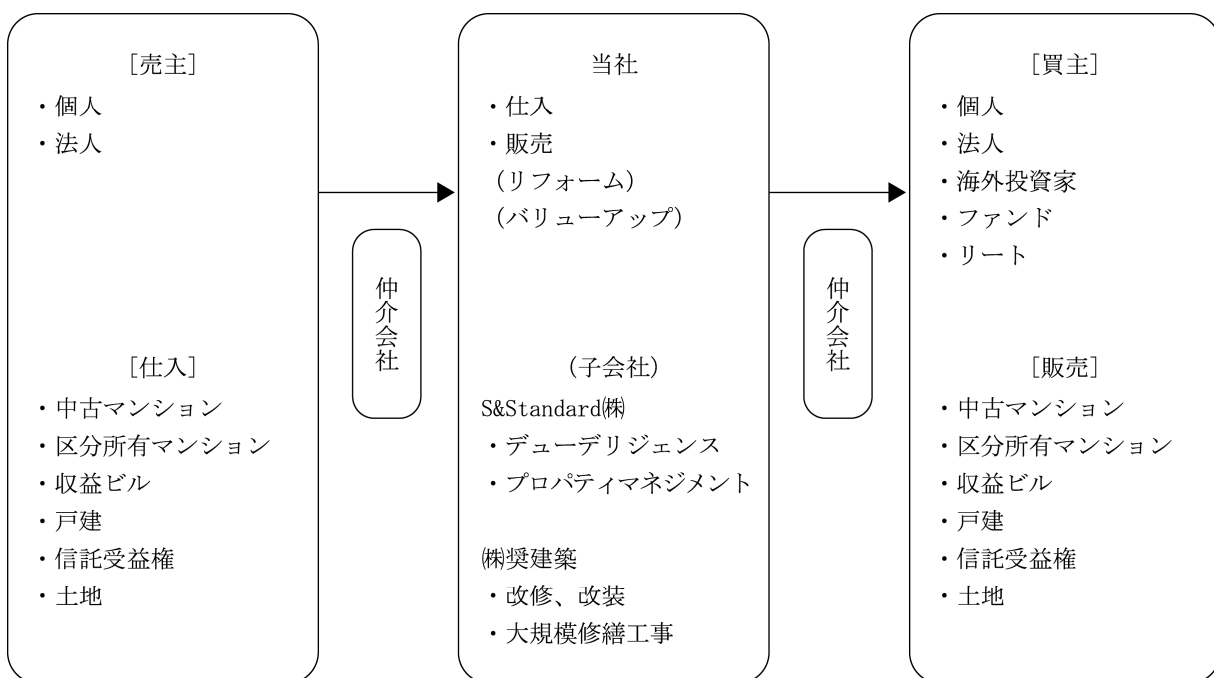 [売主]
・個人
・法人
[仕入]
・中古マンション
・区分所有マンション
・収益ビル
・戸建
・信託受益権
・土地
仲介会社
当社
・仕入
・販売
(リフォーム)
(バリューアップ)
(子会社)
S&Standard㈱
・デューデリジェンス
・プロパティマネジメント
㈱奨建築
・改修、改装
・大規模修繕工事
仲介会社
[買主]
・個人
・法人
・海外投資家
・ファンド
・リート
[販売]
・中古マンション
・区分所有マンション
・収益ビル
・戸建
・信託受益権
・土地